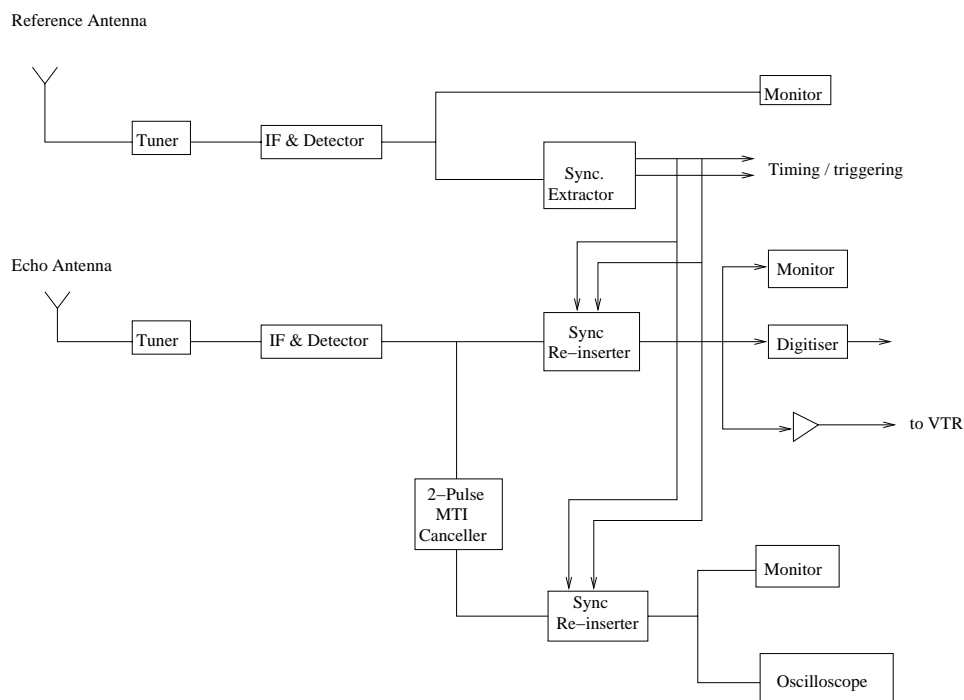 Reference Antenna
Monitor
Tuner
IF & Detector
Sync.
Extractor
Timing / triggering
Echo Antenna
Monitor
Tuner
IF & Detector
Sync
Re−inserter
Digitiser
to VTR
2−Pulse
MTI
Canceller
Monitor
Sync
Re−inserter
Oscilloscope